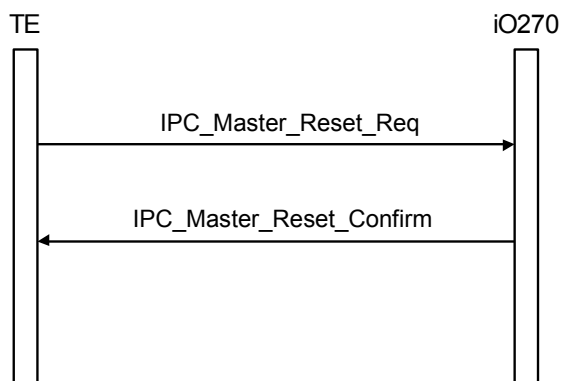 TE
iO270
IPC_Master_Reset_Req
IPC_Master_Reset_Confirm